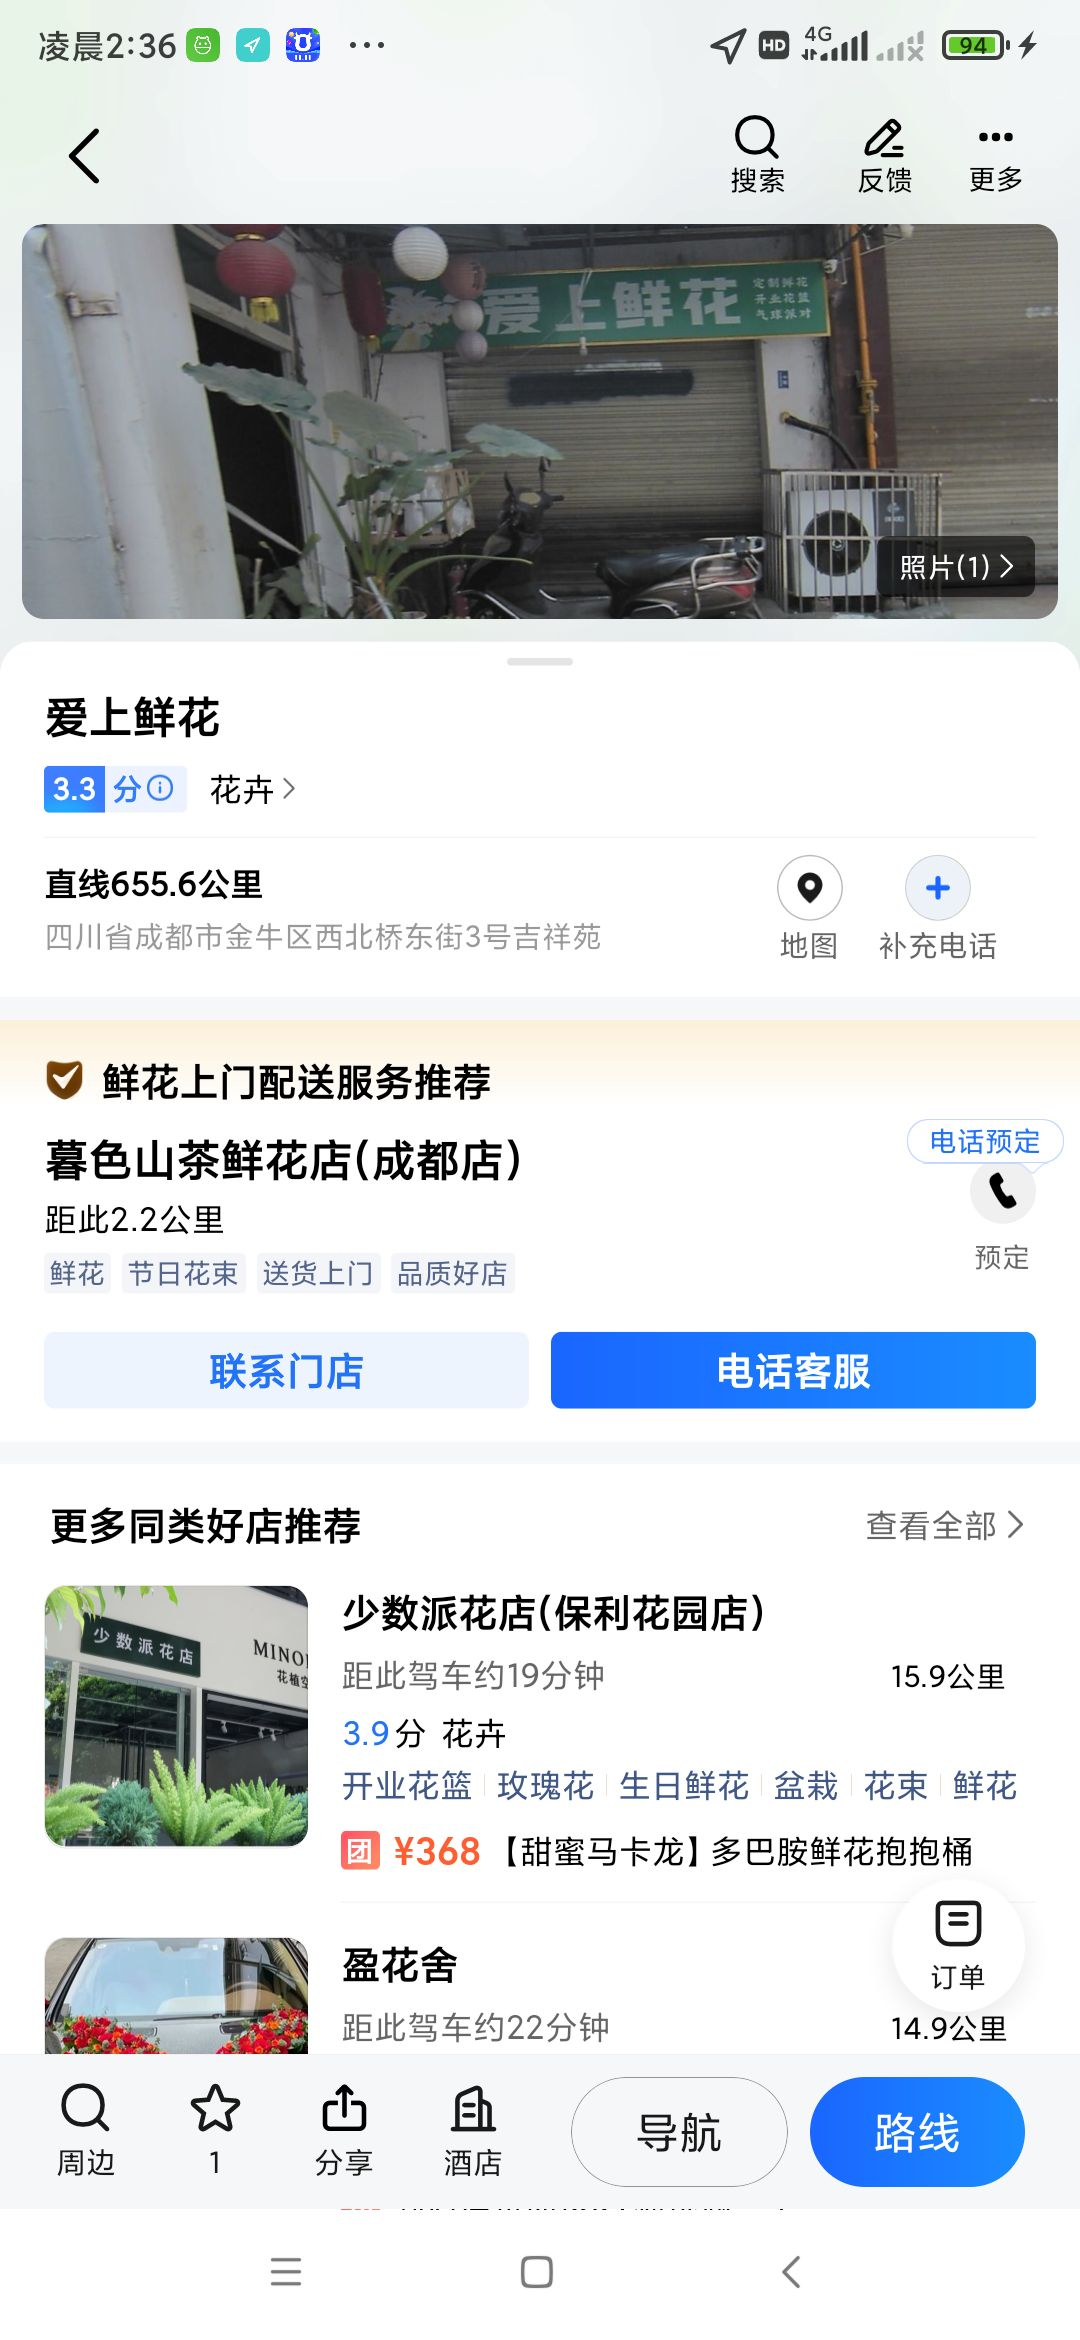 凌晨2:36
HD 4G 94
搜索 反馈 更多
爱上鲜花
定制鲜花
开业花篮
气球派对
照片(1)
爱上鲜花
3.3分 花卉
直线655.6公里
四川省成都市金牛区西北桥东街3号吉祥苑
地图 补充电话
鲜花上门配送服务推荐
暮色山茶鲜花店(成都店)
电话预定
距此2.2公里
预定
鲜花 节日花束 送货上门 品质好店
联系门店 电话客服
更多同类好店推荐 查看全部
少数派花店
MINO
花植空
少数派花店(保利花园店)
距此驾车约19分钟 15.9公里
3.9分 花卉
开业花篮 玫瑰花 生日鲜花 盆栽 花束 鲜花
团 ¥368 【甜蜜马卡龙】多巴胺鲜花抱抱桶
盈花舍
订单
距此驾车约22分钟 14.9公里
周边 1 分享 酒店 导航 路线